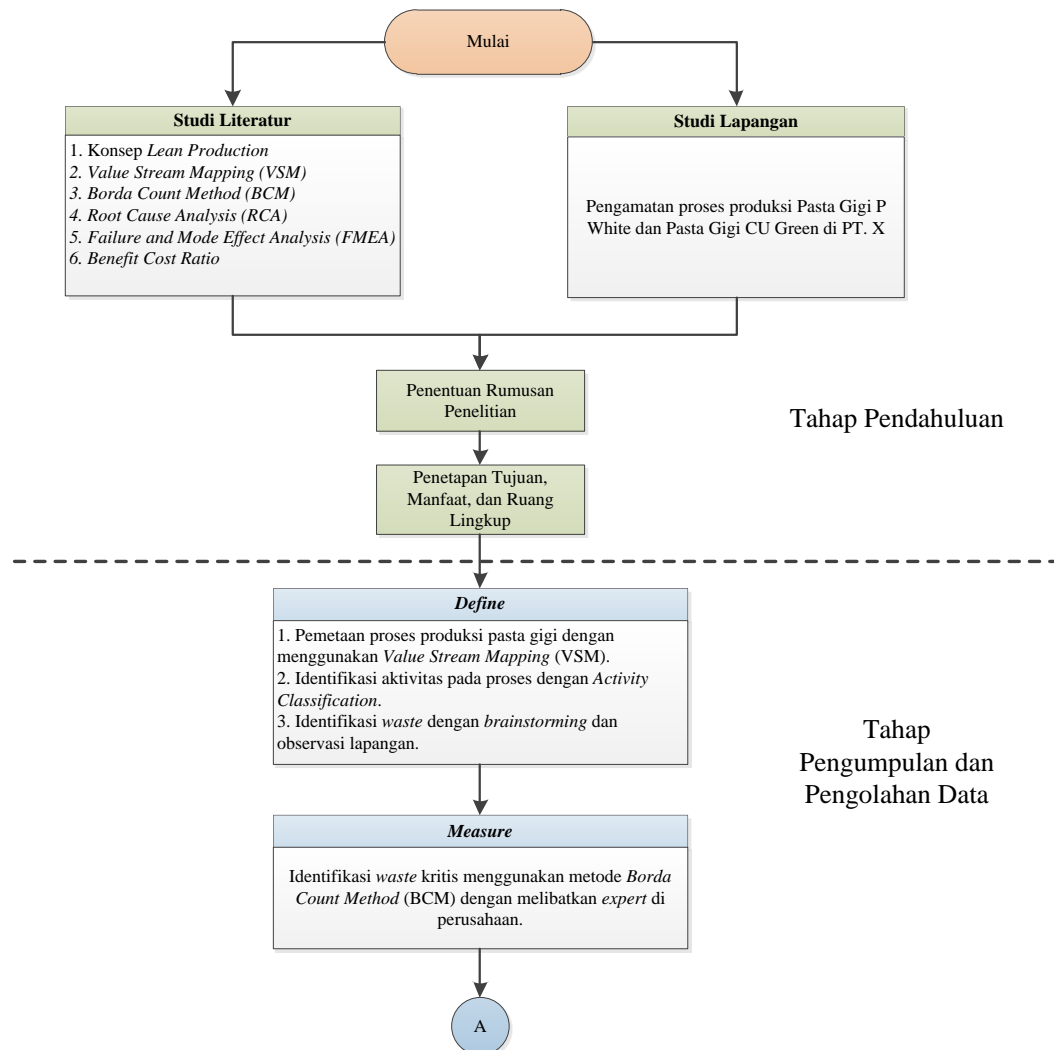 Mulai
Studi Literatur
1. Konsep Lean Production
2. Value Stream Mapping (VSM)
3. Borda Count Method (BCM)
4. Root Cause Analysis (RCA)
5. Failure and Mode Effect Analysis (FMEA)
6. Benefit Cost Ratio
Studi Lapangan
Pengamatan proses produksi Pasta Gigi P
White dan Pasta Gigi CU Green di PT. X
Penentuan Rumusan
Penelitian
Tahap Pendahuluan
Penetapan Tujuan,
Manfaat, dan Ruang
Lingkup
Define
1. Pemetaan proses produksi pasta gigi dengan
menggunakan Value Stream Mapping (VSM).
2. Identifikasi aktivitas pada proses dengan Activity
Classification.
3. Identifikasi waste dengan brainstorming dan
observasi lapangan.
Tahap
Pengumpulan dan
Pengolahan Data
Measure
Identifikasi waste kritis menggunakan metode Borda
Count Method (BCM) dengan melibatkan expert di
perusahaan.
A